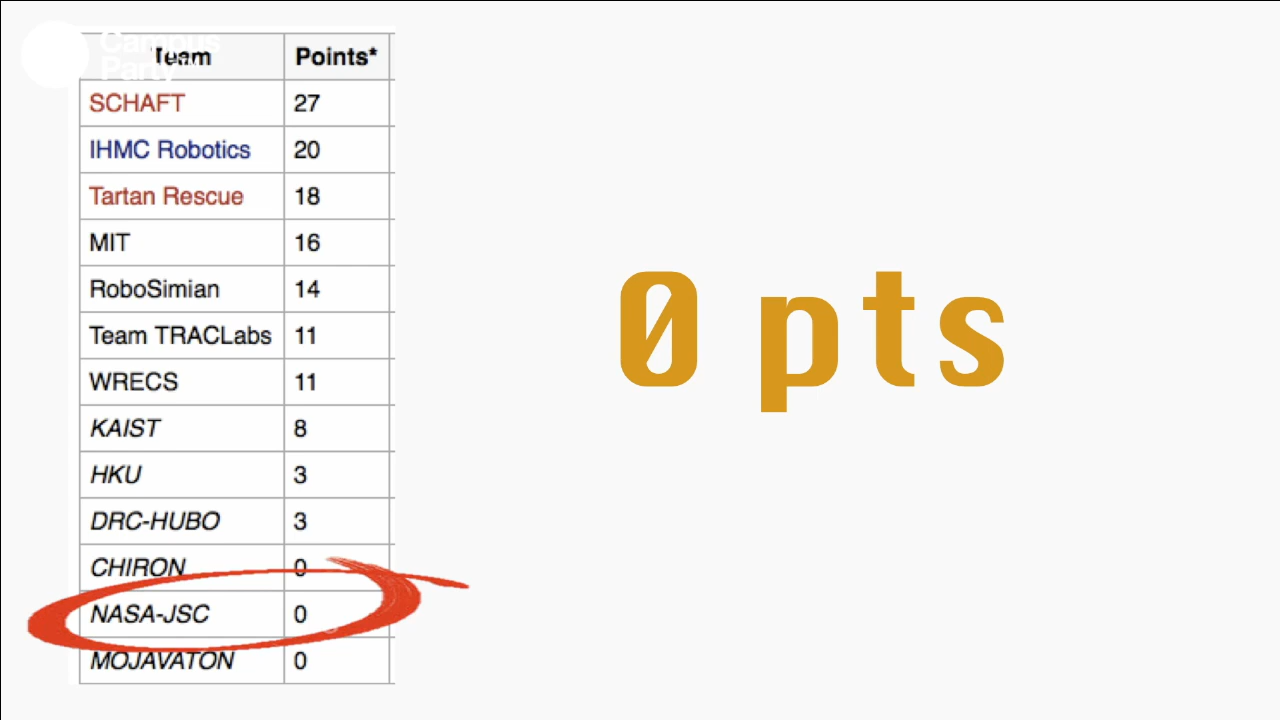 Campus
Party™
Team Points*
SCHAFT 27
IHMC Robotics 20
Tartan Rescue 18
MIT 16
RoboSimian 14
Team TRACLabs 11
WRECS 11
KAIST 8
HKU 3
DRC-HUBO 3
CHIRON 0
NASA-JSC 0
MOJAVATON 0
0 pts